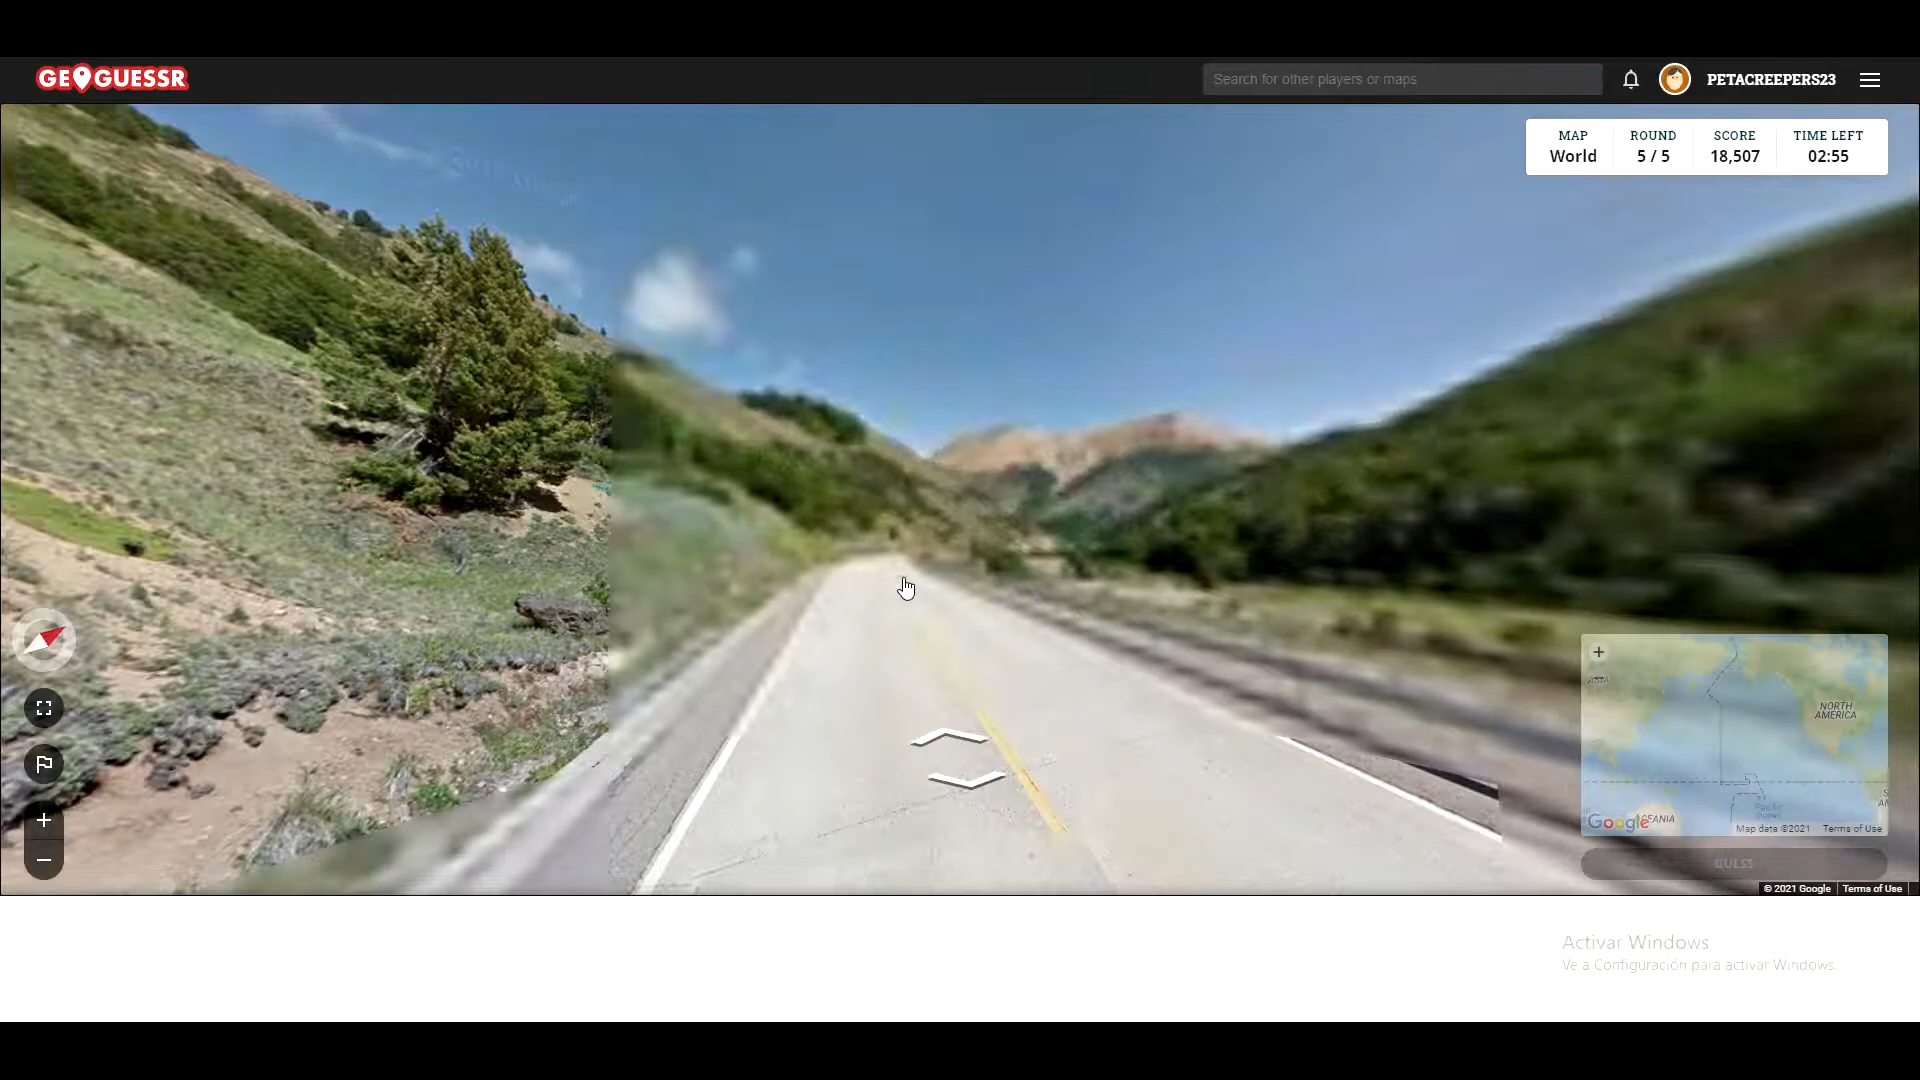 GEOGUESSR
Search for other players or maps
PETACREEPERS23
MAP
World
ROUND
5 / 5
SCORE
18,507
TIME LEFT
02:55
NORTH
AMERICA
Pacific
Ocean
Google
Map data ©2021
Terms of Use
GUESS
© 2021 Google
Terms of Use
Activar Windows
Ve a Configuración para activar Windows.